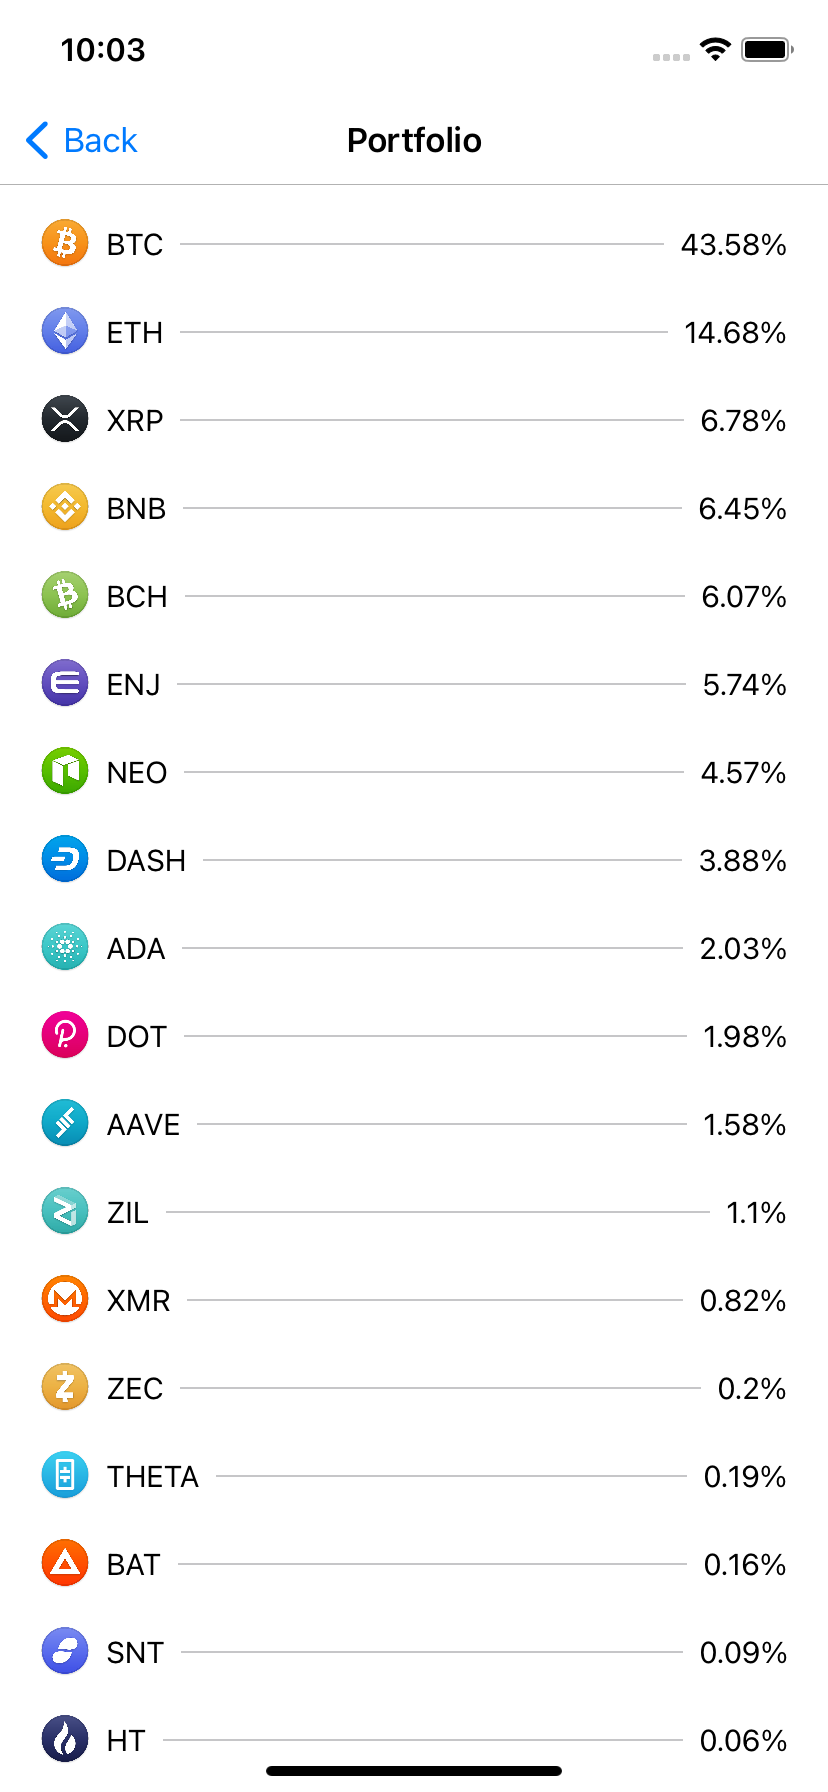 10:03
Back Portfolio
BTC 43.58%
ETH 14.68%
XRP 6.78%
BNB 6.45%
BCH 6.07%
ENJ 5.74%
NEO 4.57%
DASH 3.88%
ADA 2.03%
DOT 1.98%
AAVE 1.58%
ZIL 1.1%
XMR 0.82%
ZEC 0.2%
THETA 0.19%
BAT 0.16%
SNT 0.09%
HT 0.06%